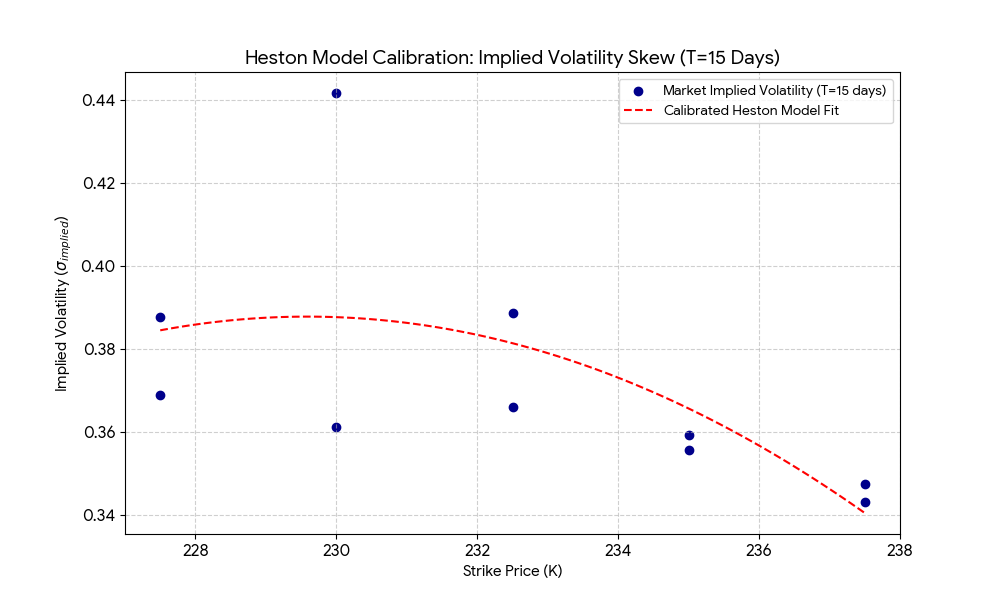 Heston Model Calibration: Implied Volatility Skew (T=15 Days)
Market Implied Volatility (T=15 days)
Calibrated Heston Model Fit
Implied Volatility (σ_implied)
0.44
0.42
0.40
0.38
0.36
0.34
228 230 232 234 236 238
Strike Price (K)